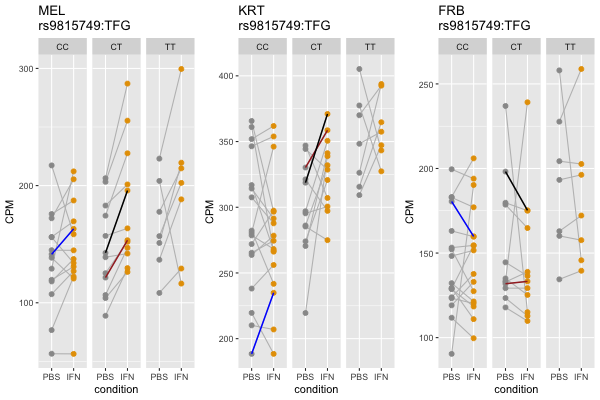 MEL
rs9815749:TFG
CC CT TT
300
200
100
CPM
PBS IFN PBS IFN PBS IFN
condition
KRT
rs9815749:TFG
CC CT TT
400
350
300
250
200
CPM
PBS IFN PBS IFN PBS IFN
condition
FRB
rs9815749:TFG
CC CT TT
250
200
150
100
CPM
PBS IFN PBS IFN PBS IFN
condition